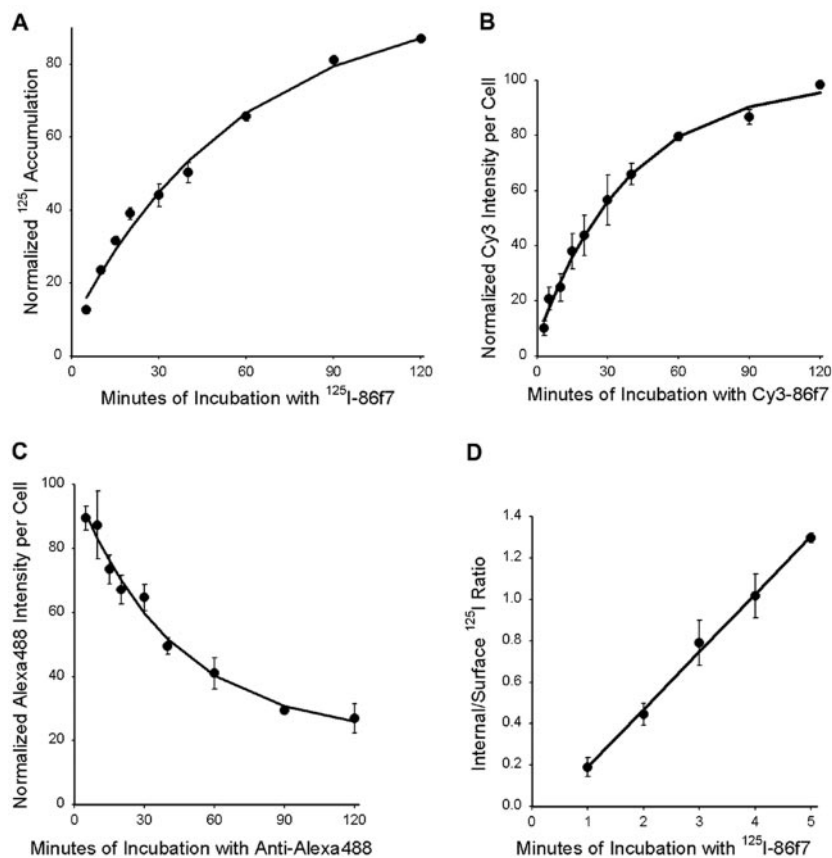 A
Normalized ¹²⁵I Accumulation
80
60
40
20
0
0 30 60 90 120
Minutes of Incubation with ¹²⁵I-86f7
B
Normalized Cy3 Intensity per Cell
100
80
60
40
20
0
0 30 60 90 120
Minutes of Incubation with Cy3-86f7
C
Normalized Alexa488 Intensity per Cell
100
80
60
40
20
0
0 30 60 90 120
Minutes of Incubation with Anti-Alexa488
D
Internal/Surface ¹²⁵I Ratio
1.4
1.2
1.0
0.8
0.6
0.4
0.2
0.0
0 1 2 3 4 5
Minutes of Incubation with ¹²⁵I-86f7